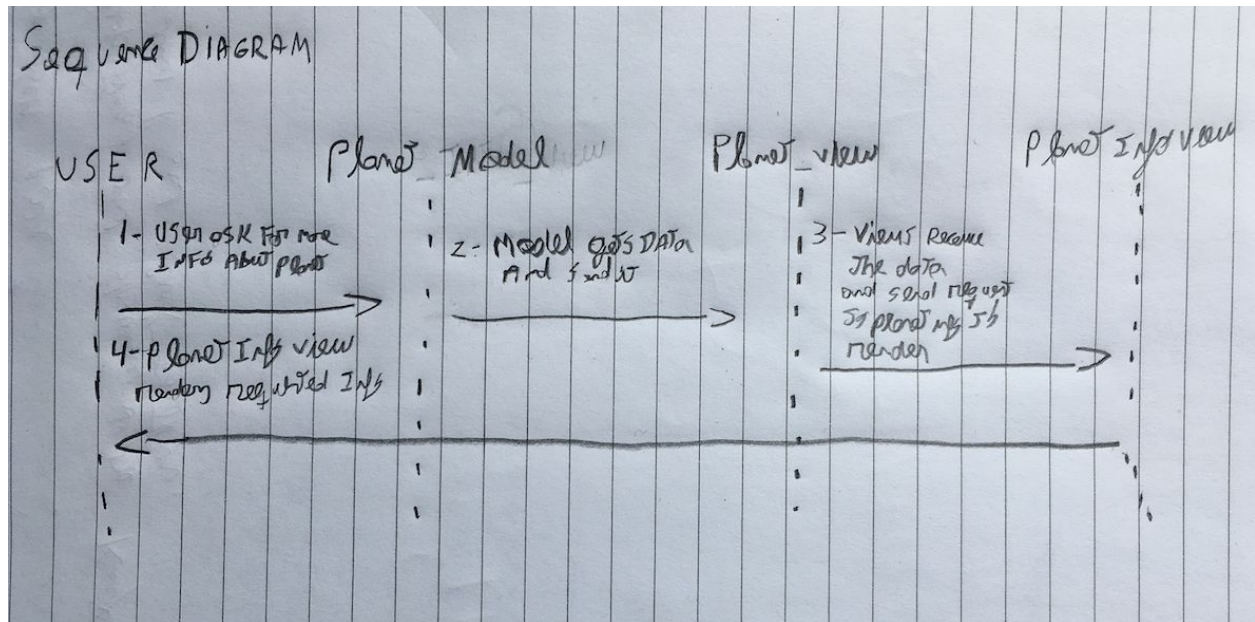 Sequence DIAGRAM
USER
Planet_Model
Planet_view
Planet Info View
1- USER ask For more
INFO About planet
2- Model gets DATA
And send it
3- Views Receive
The data
and send request
to planet info to
render
4- Planet Info view
renders requested Info